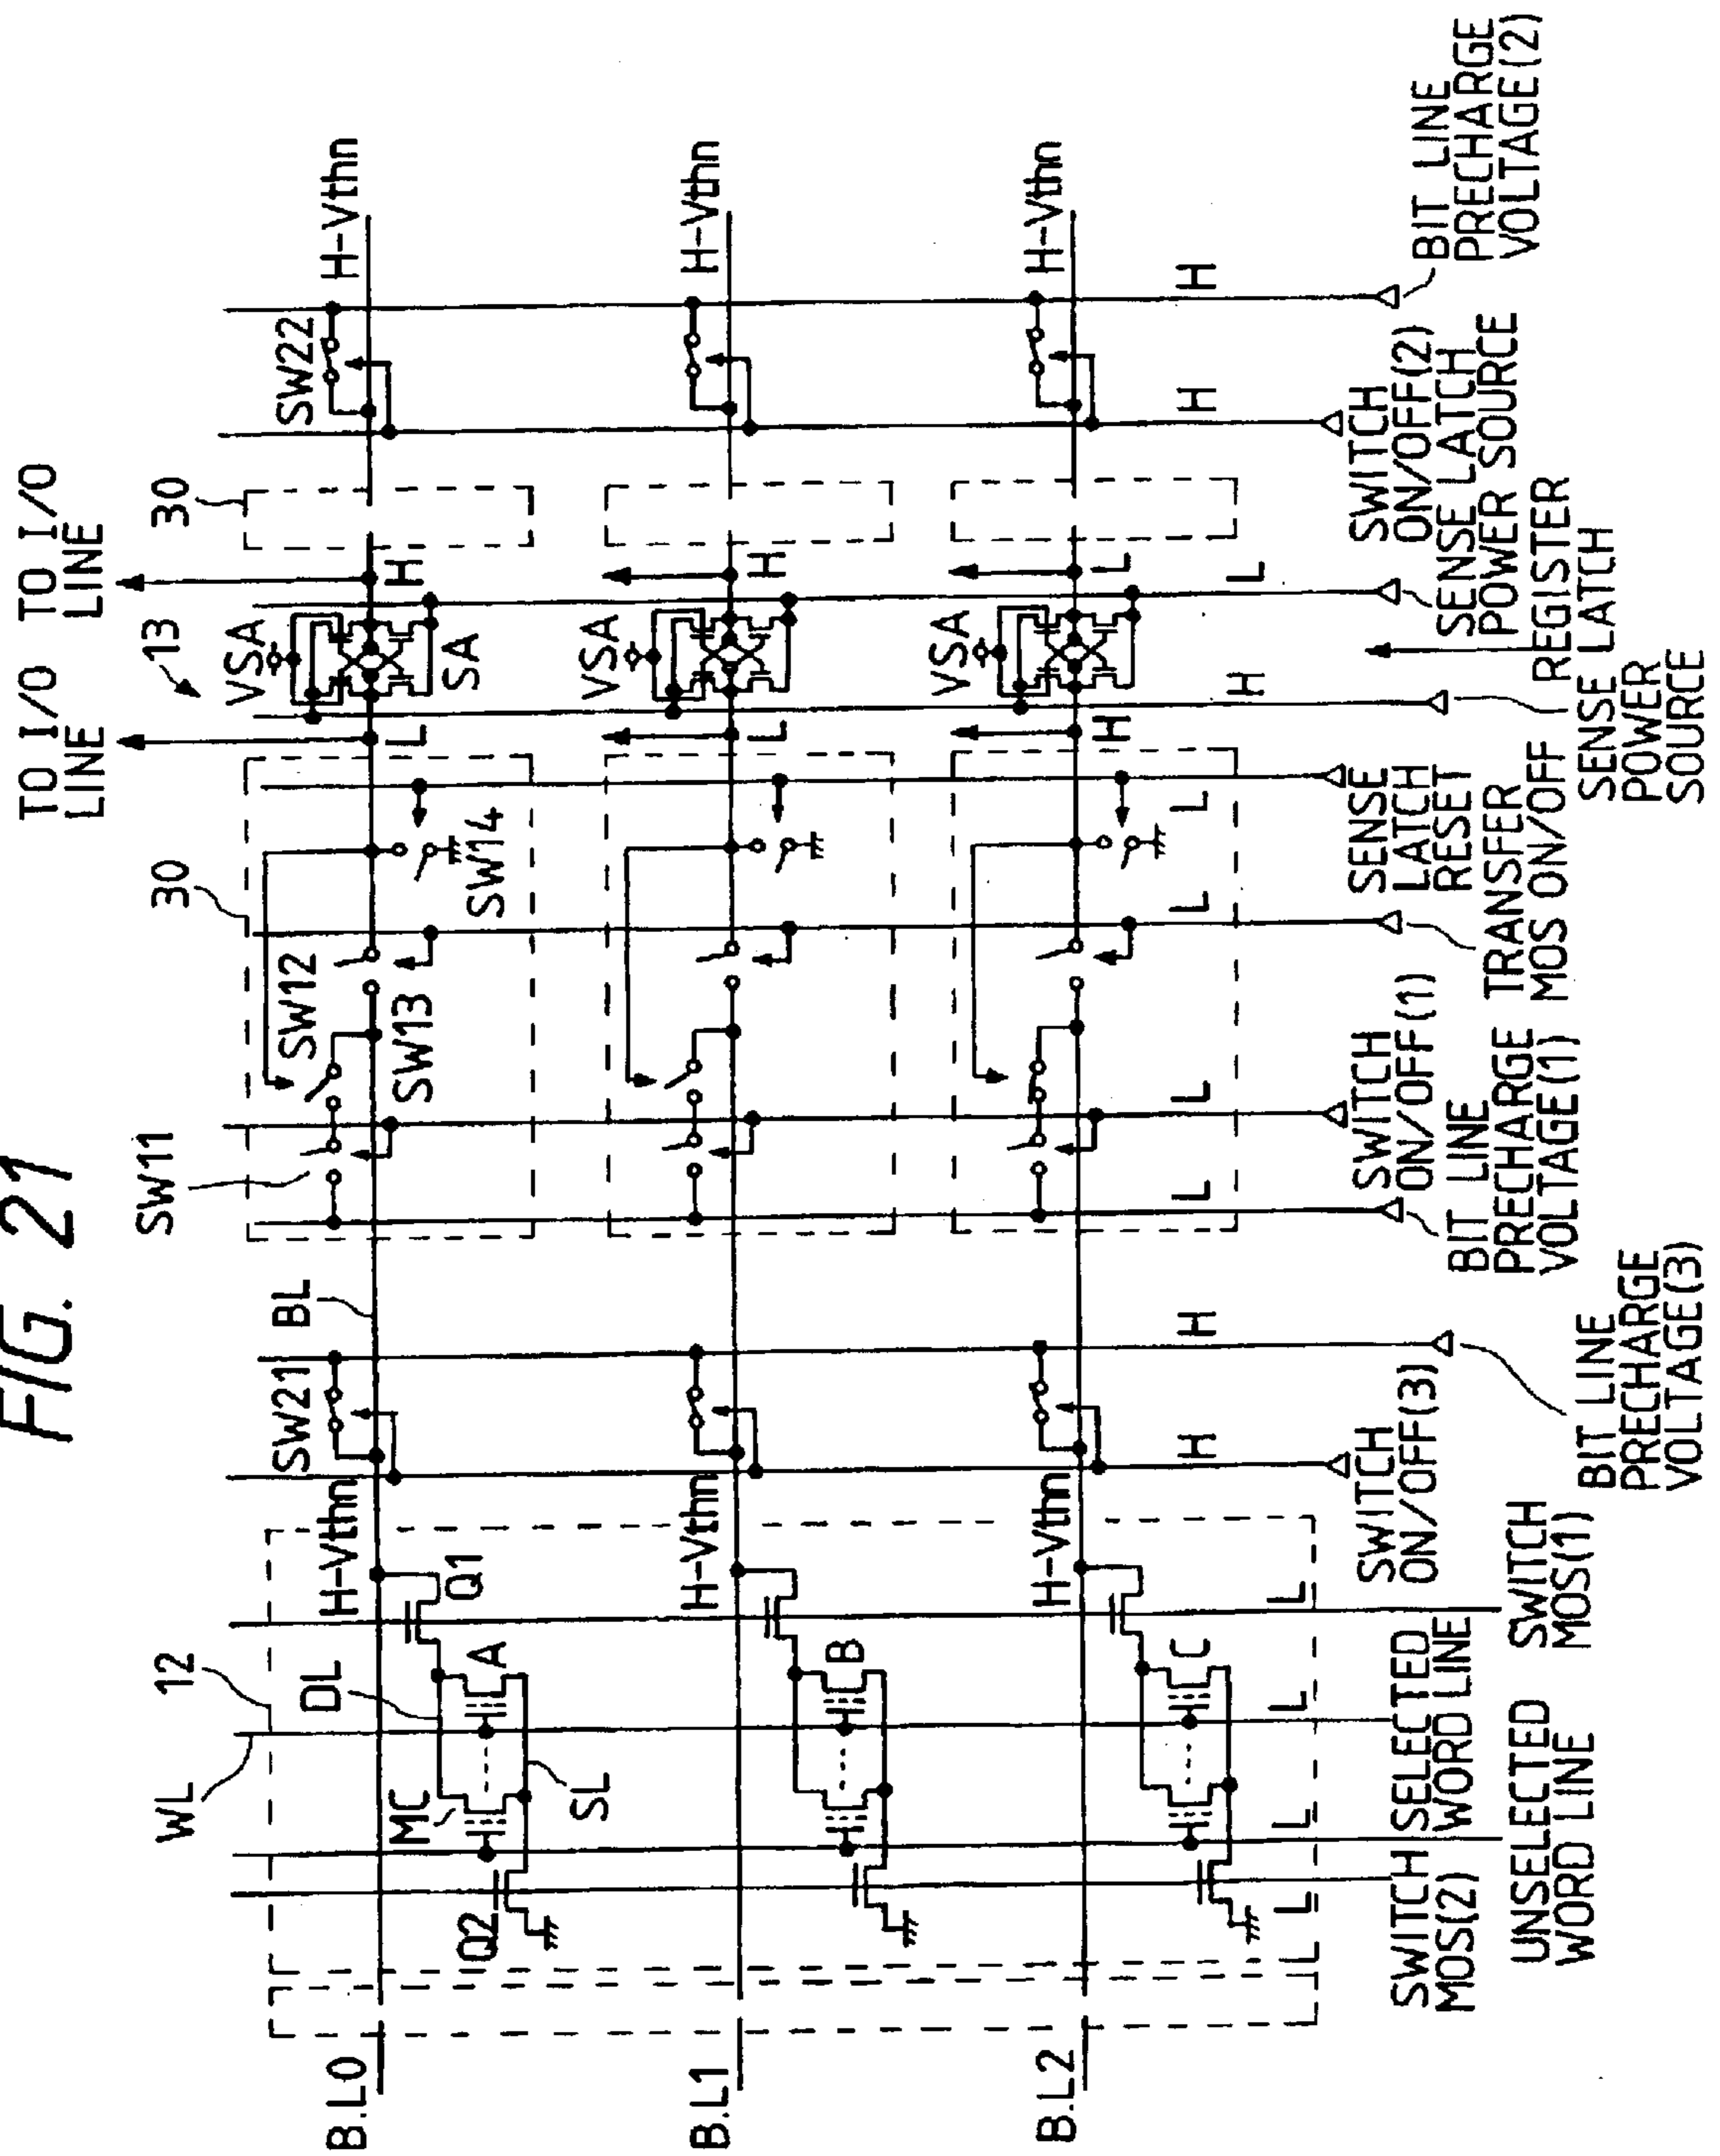 FIG. 21
TO I/O
LINE
TO I/O
LINE
WL
12
SW11
30
13
30
B.L0
DL
H-Vthn
SW21
BL
SW12
SW13
SW14
L
VSA
H
SW22
H-Vthn
Q2
MC
A
Q1
SL
SA
B.L1
H-Vthn
L
VSA
H
H-Vthn
B
B.L2
H-Vthn
H
VSA
L
H-Vthn
C
L
L
L
L
L
H
H
L
L
L
L
H
L
H
H
SWITCH
MOS(2)
UNSELECTED
WORD LINE
SELECTED
WORD LINE
SWITCH
MOS(1)
SWITCH
ON/OFF(3)
BIT LINE
PRECHARGE
VOLTAGE(3)
BIT LINE
PRECHARGE
VOLTAGE(1)
SWITCH
ON/OFF(1)
TRANSFER
MOS ON/OFF
SENSE
LATCH
RESET
SENSE LATCH
POWER
SOURCE
REGISTER
SENSE LATCH
POWER SOURCE
SWITCH
ON/OFF(2)
BIT LINE
PRECHARGE
VOLTAGE(2)